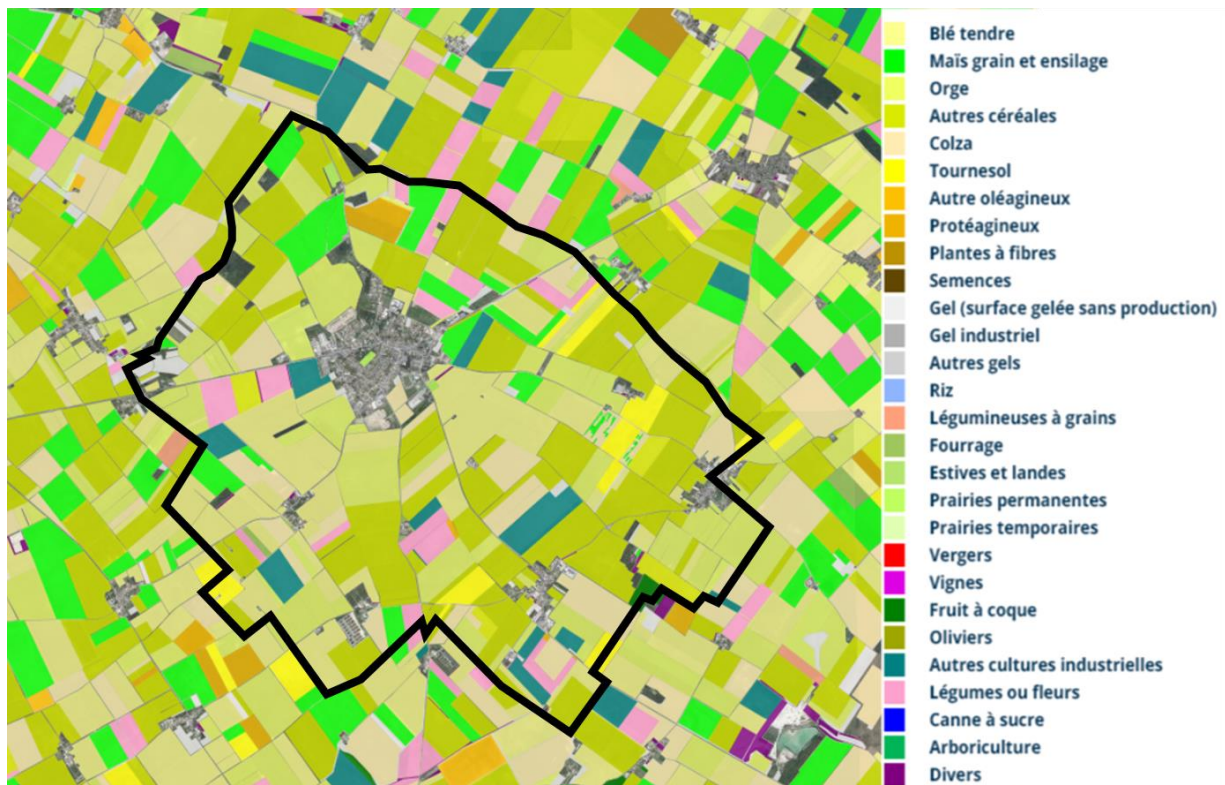 Blé tendre
Maïs grain et ensilage
Orge
Autres céréales
Colza
Tournesol
Autre oléagineux
Protéagineux
Plantes à fibres
Semences
Gel (surface gelée sans production)
Gel industriel
Autres gels
Riz
Légumineuses à grains
Fourrage
Estives et landes
Prairies permanentes
Prairies temporaires
Vergers
Vignes
Fruit à coque
Oliviers
Autres cultures industrielles
Légumes ou fleurs
Canne à sucre
Arboriculture
Divers